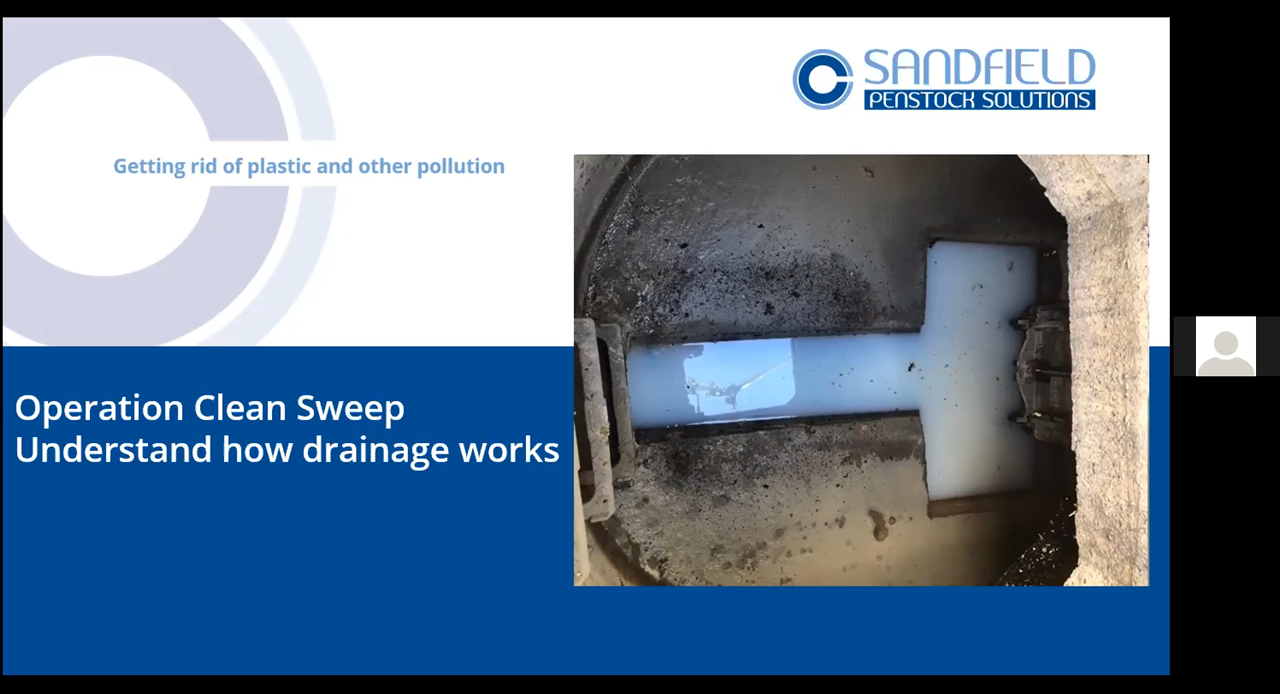 SANDFIELD
PENSTOCK SOLUTIONS
Getting rid of plastic and other pollution
Operation Clean Sweep
Understand how drainage works